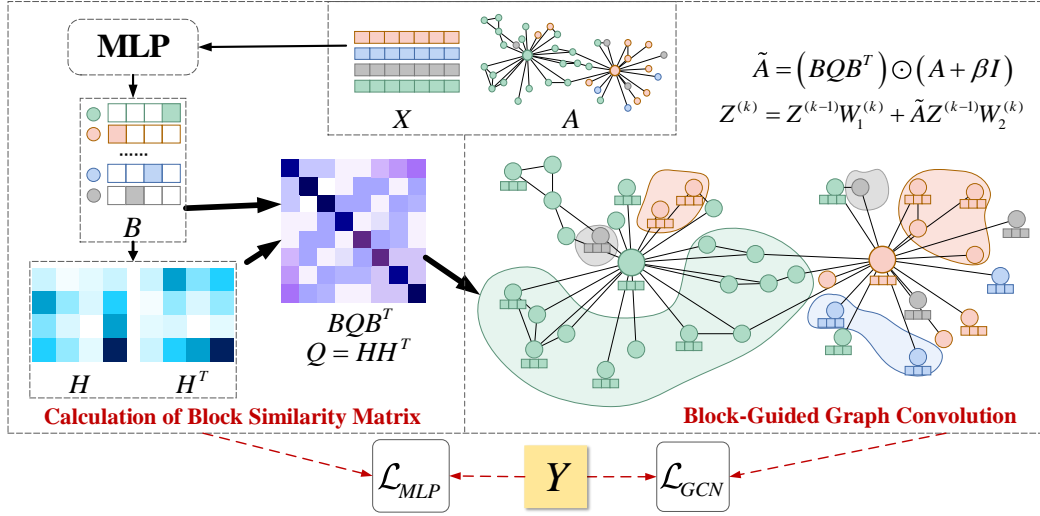 MLP
X
A
Ã = (BQB^T) ⊙ (A + βI)
Z^(k) = Z^(k-1)W_1^(k) + ÃZ^(k-1)W_2^(k)
......
B
BQB^T
Q = HH^T
H
H^T
Calculation of Block Similarity Matrix
Block-Guided Graph Convolution
ℒ_MLP
Y
ℒ_GCN